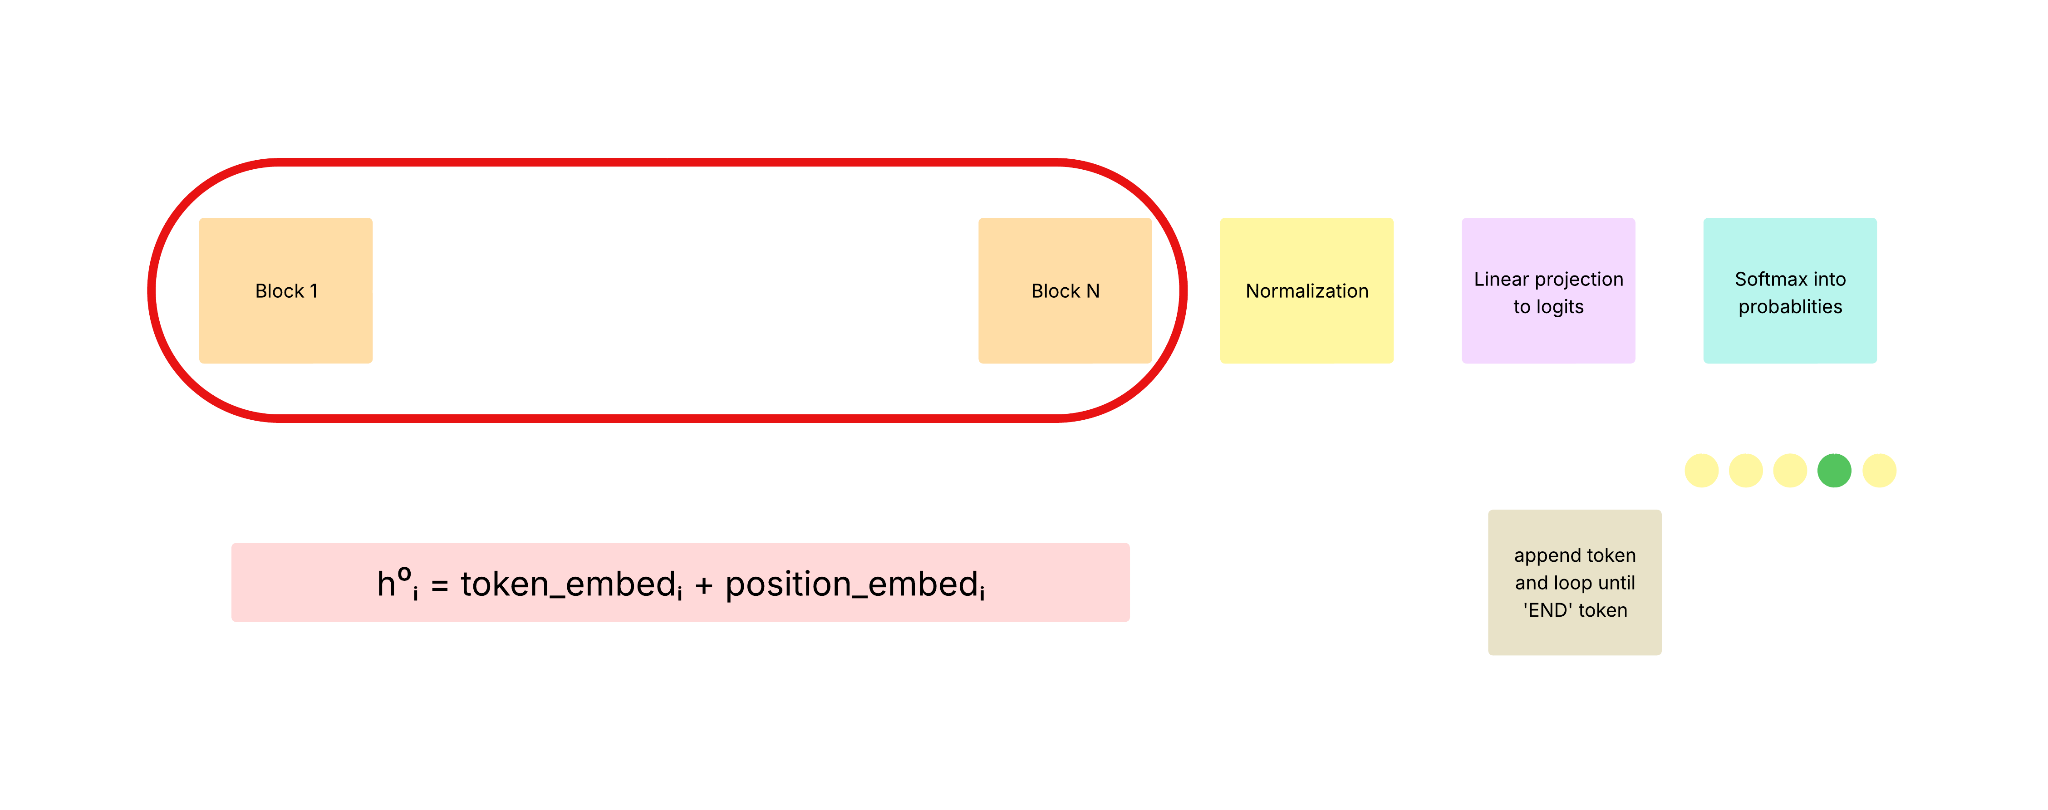 Block 1
Block N
Normalization
Linear projection
to logits
Softmax into
probablities
h⁰ᵢ = token_embedᵢ + position_embedᵢ
append token
and loop until
'END' token